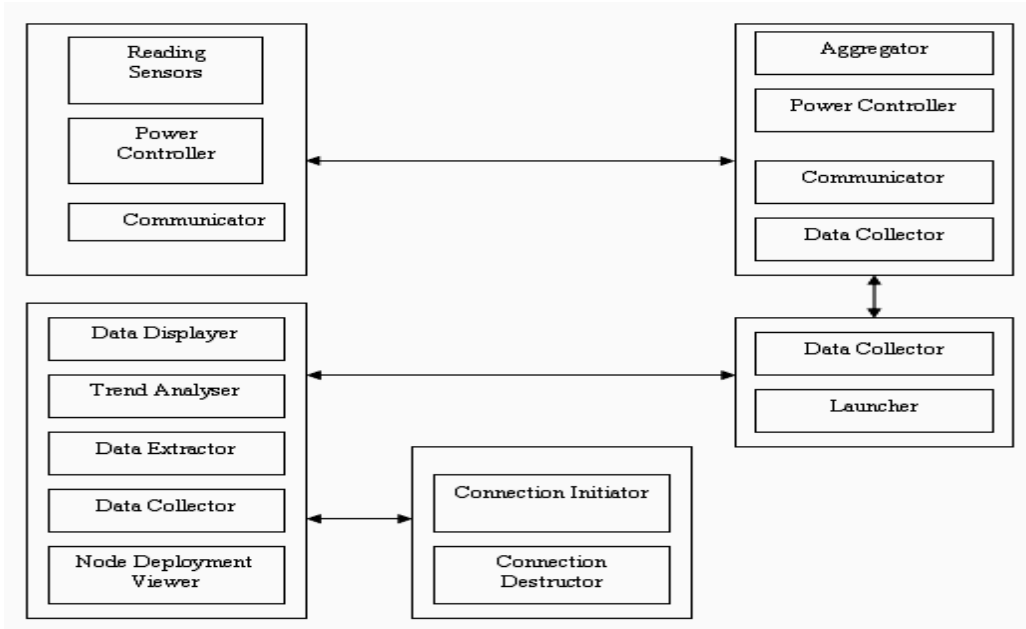 Reading
Sensors
Power
Controller
Communicator
Aggregator
Power Controller
Communicator
Data Collector
Data Displayer
Trend Analyser
Data Extractor
Data Collector
Node Deployment
Viewer
Data Collector
Launcher
Connection Initiator
Connection
Destructor